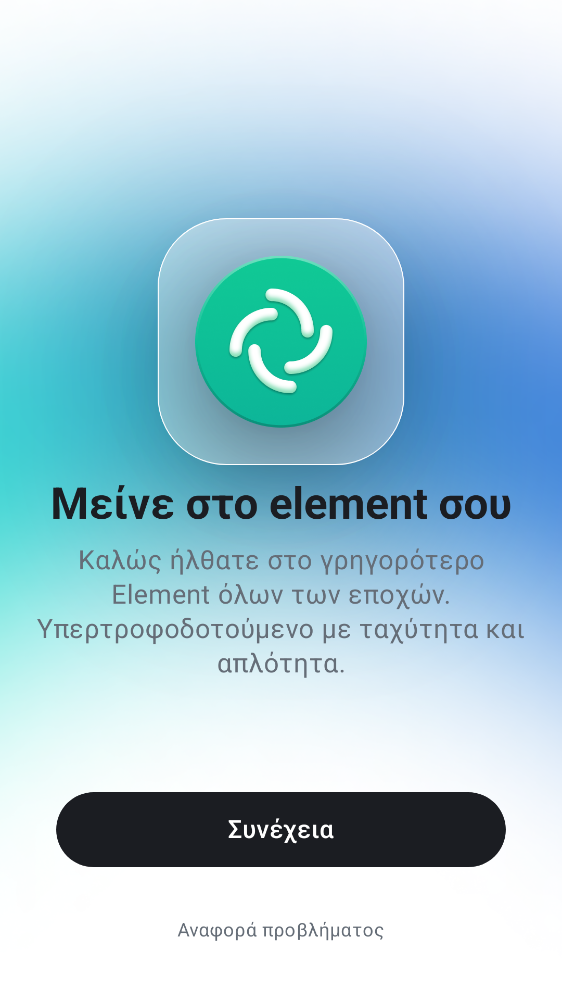 Μείνε στο element σου
Καλώς ήλθατε στο γρηγορότερο
Element όλων των εποχών.
Υπερτροφοδοτούμενο με ταχύτητα και
απλότητα.
Συνέχεια
Αναφορά προβλήματος